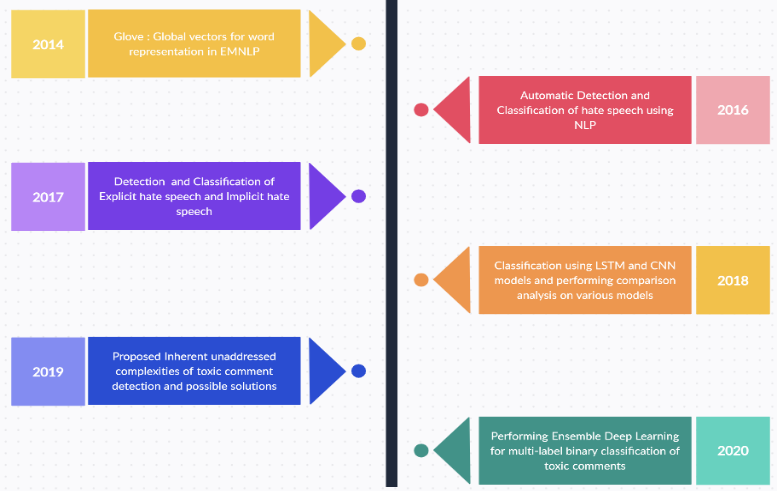 2014
Glove : Global vectors for word
representation in EMNLP
Automatic Detection and
Classification of hate speech using
NLP
2016
2017
Detection and Classification of
Explicit hate speech and Implicit hate
speech
Classification using LSTM and CNN
models and performing comparison
analysis on various models
2018
2019
Proposed Inherent unaddressed
complexities of toxic comment
detection and possible solutions
Performing Ensemble Deep Learning
for multi-label binary classification of
toxic comments
2020